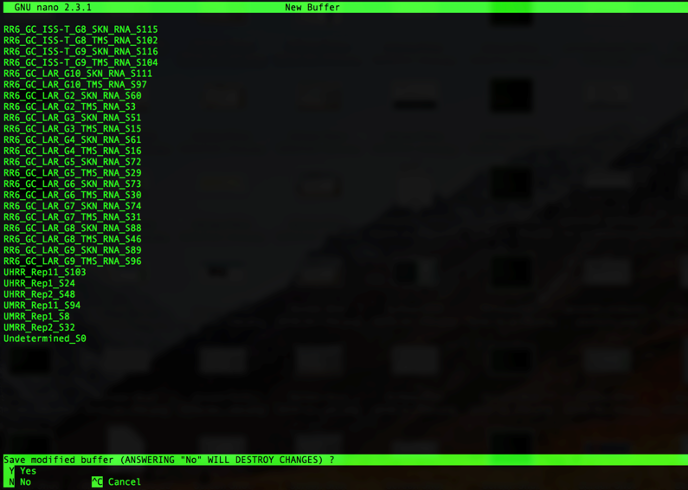 GNU nano 2.3.1 New Buffer
RR6_GC_ISS-T_G8_SKN_RNA_S115
RR6_GC_ISS-T_G8_TMS_RNA_S102
RR6_GC_ISS-T_G9_SKN_RNA_S116
RR6_GC_ISS-T_G9_TMS_RNA_S104
RR6_GC_LAR_G10_SKN_RNA_S111
RR6_GC_LAR_G10_TMS_RNA_S97
RR6_GC_LAR_G2_SKN_RNA_S60
RR6_GC_LAR_G2_TMS_RNA_S3
RR6_GC_LAR_G3_SKN_RNA_S51
RR6_GC_LAR_G3_TMS_RNA_S15
RR6_GC_LAR_G4_SKN_RNA_S61
RR6_GC_LAR_G4_TMS_RNA_S16
RR6_GC_LAR_G5_SKN_RNA_S72
RR6_GC_LAR_G5_TMS_RNA_S29
RR6_GC_LAR_G6_SKN_RNA_S73
RR6_GC_LAR_G6_TMS_RNA_S30
RR6_GC_LAR_G7_SKN_RNA_S74
RR6_GC_LAR_G7_TMS_RNA_S31
RR6_GC_LAR_G8_SKN_RNA_S88
RR6_GC_LAR_G8_TMS_RNA_S46
RR6_GC_LAR_G9_SKN_RNA_S89
RR6_GC_LAR_G9_TMS_RNA_S96
UHRR_Rep11_S103
UHRR_Rep1_S24
UHRR_Rep2_S48
UMRR_Rep11_S94
UMRR_Rep1_S8
UMRR_Rep2_S32
Undetermined_S0
Save modified buffer (ANSWERING "No" WILL DESTROY CHANGES) ?
Y Yes
N No ^C Cancel